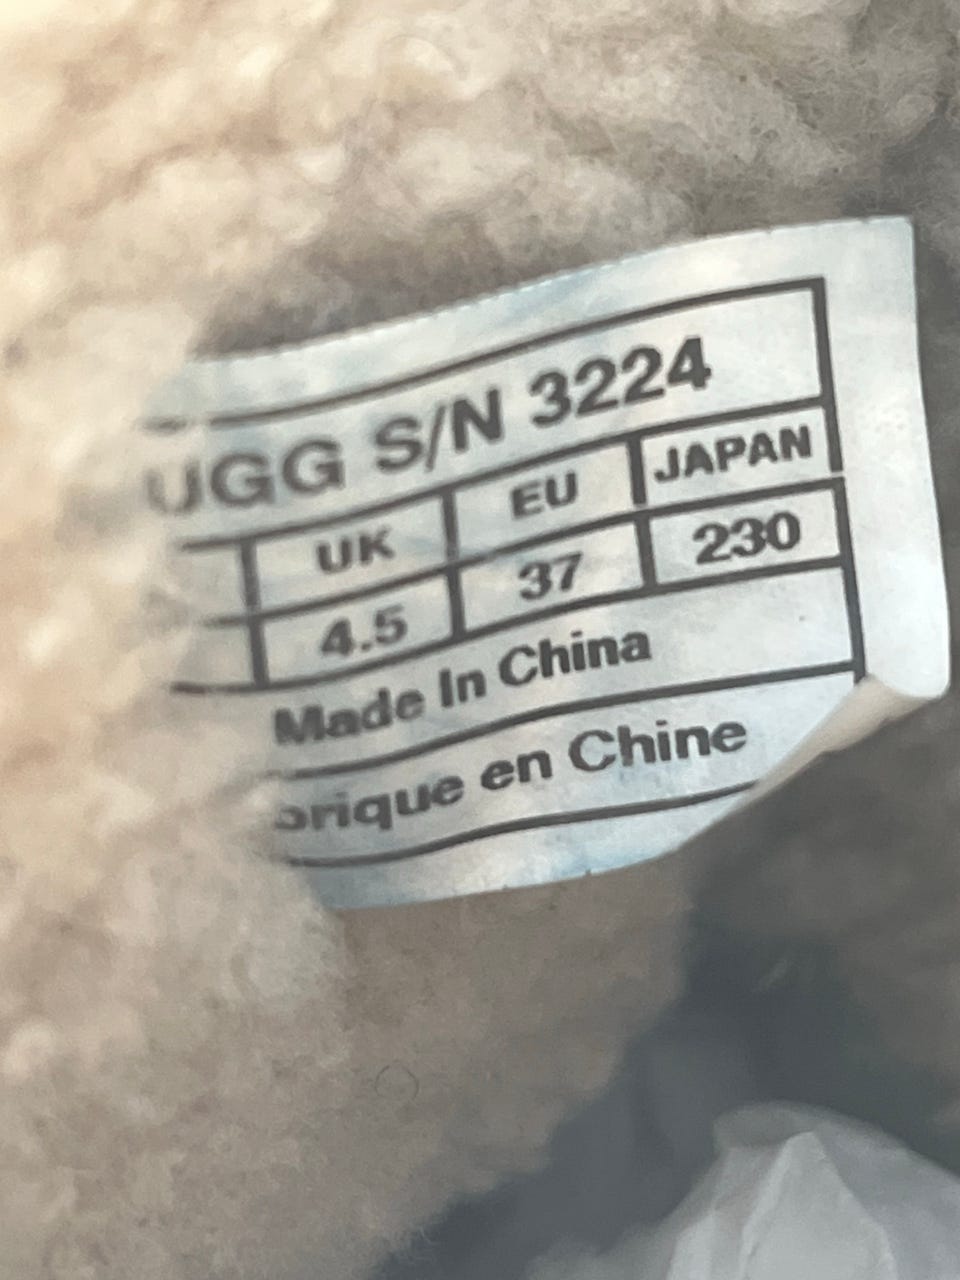 UGG S/N 3224
UK EU JAPAN
4.5 37 230
Made In China
orique en Chine